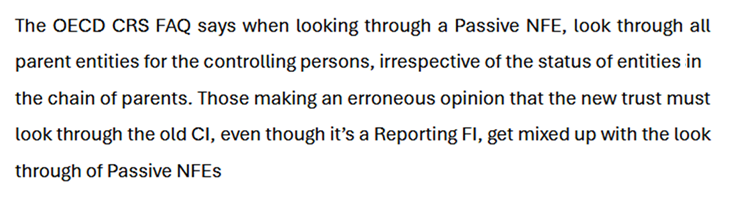 The OECD CRS FAQ says when looking through a Passive NFE, look through all
parent entities for the controlling persons, irrespective of the status of entities in
the chain of parents. Those making an erroneous opinion that the new trust must
look through the old CI, even though it’s a Reporting FI, get mixed up with the look
through of Passive NFEs